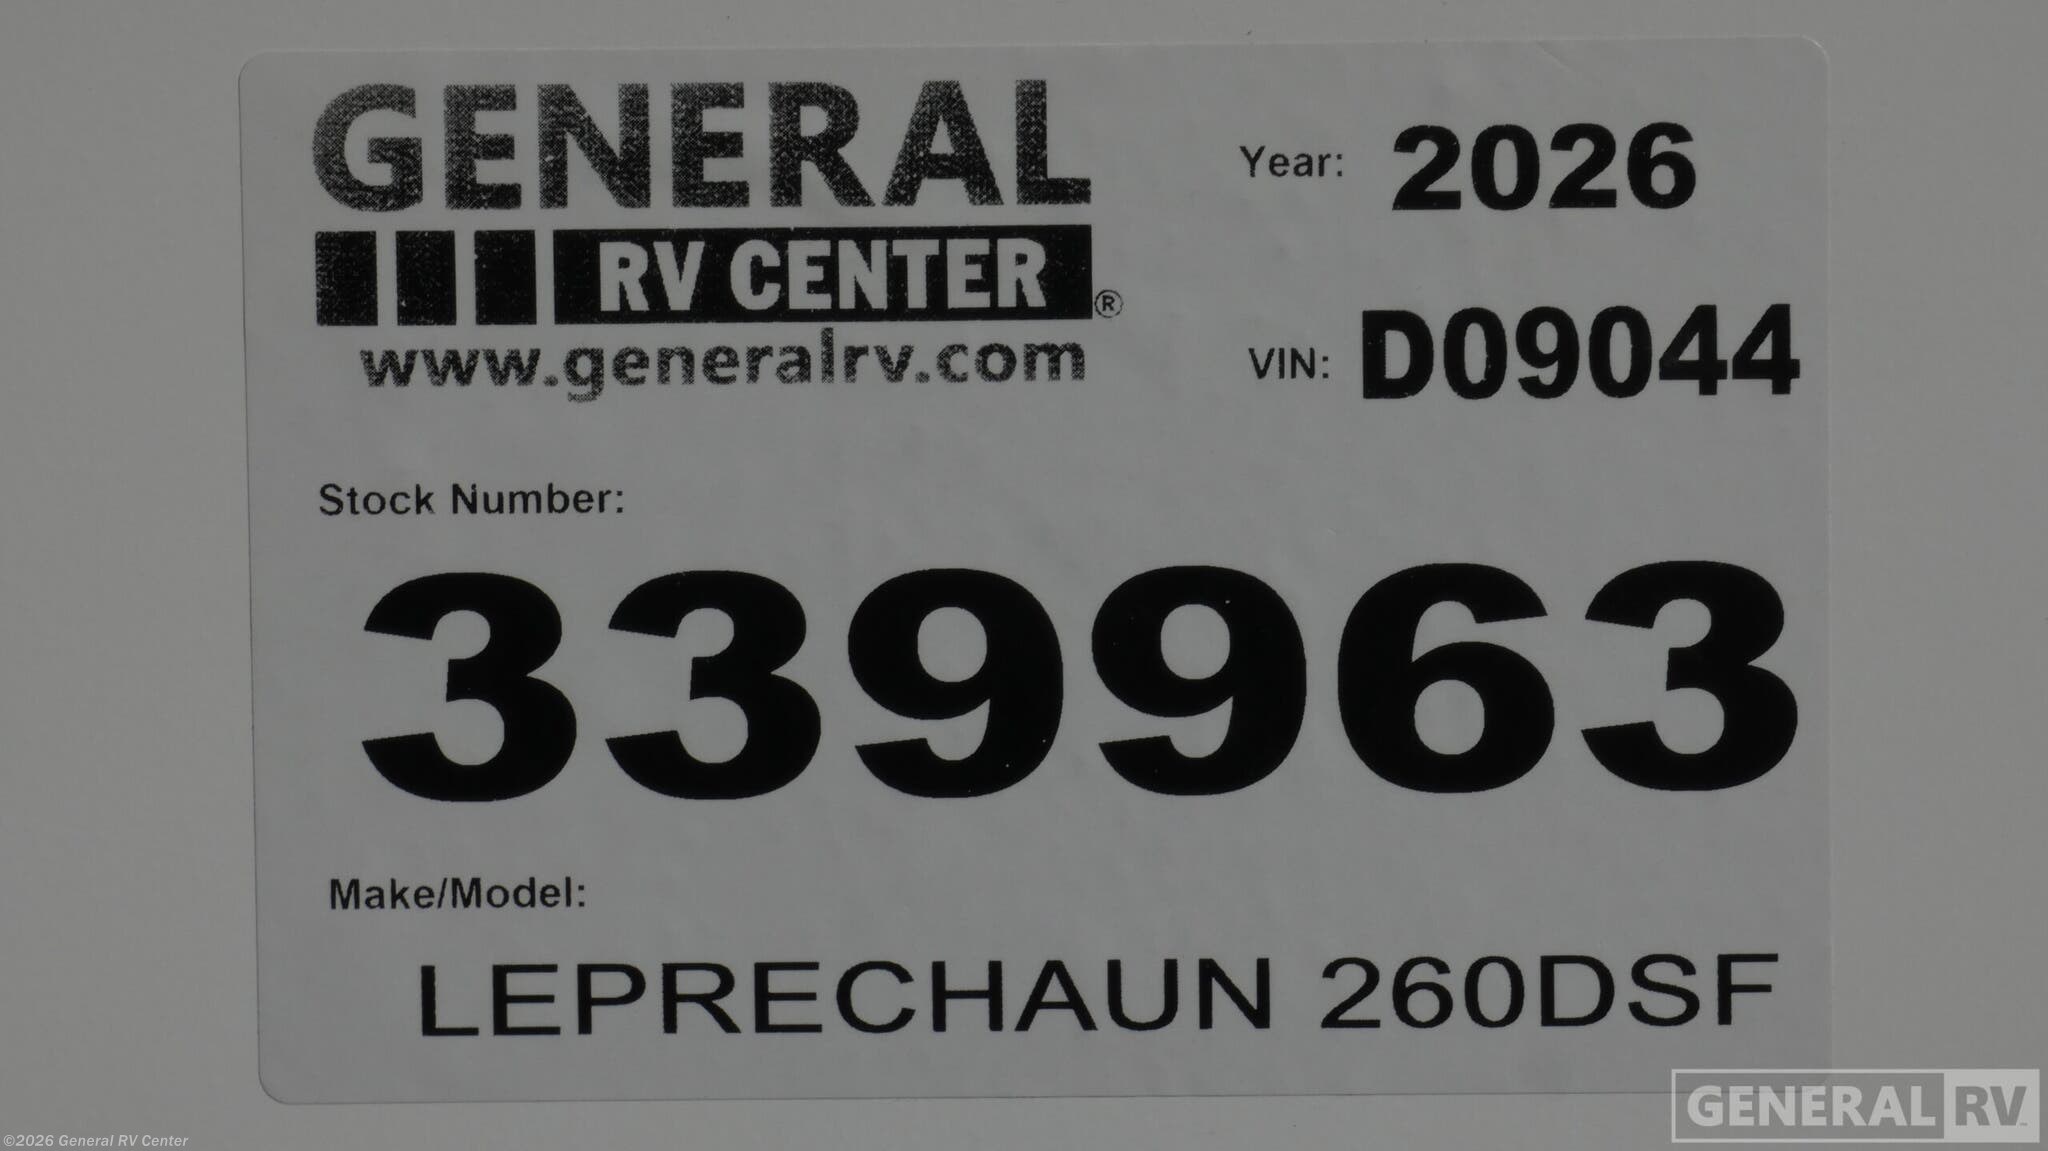 GENERAL
RV CENTER®
www.generalrv.com
Year: 2026
VIN: D09044
Stock Number:
339963
Make/Model:
LEPRECHAUN 260DSF
GENERAL RV
©2026 General RV Center